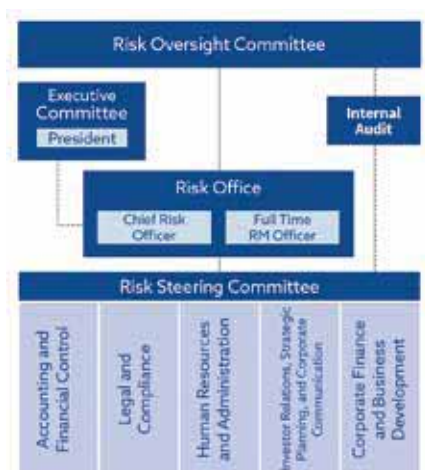 Risk Oversight Committee
Executive
Committee
President
Internal
Audit
Risk Office
Chief Risk
Officer
Full Time
RM Officer
Risk Steering Committee
Accounting and
Financial Control
Legal and
Compliance
Human Resources
and Administration
Investor Relations, Strategic
Planning, and Corporate
Communication
Corporate Finance
and Business
Development